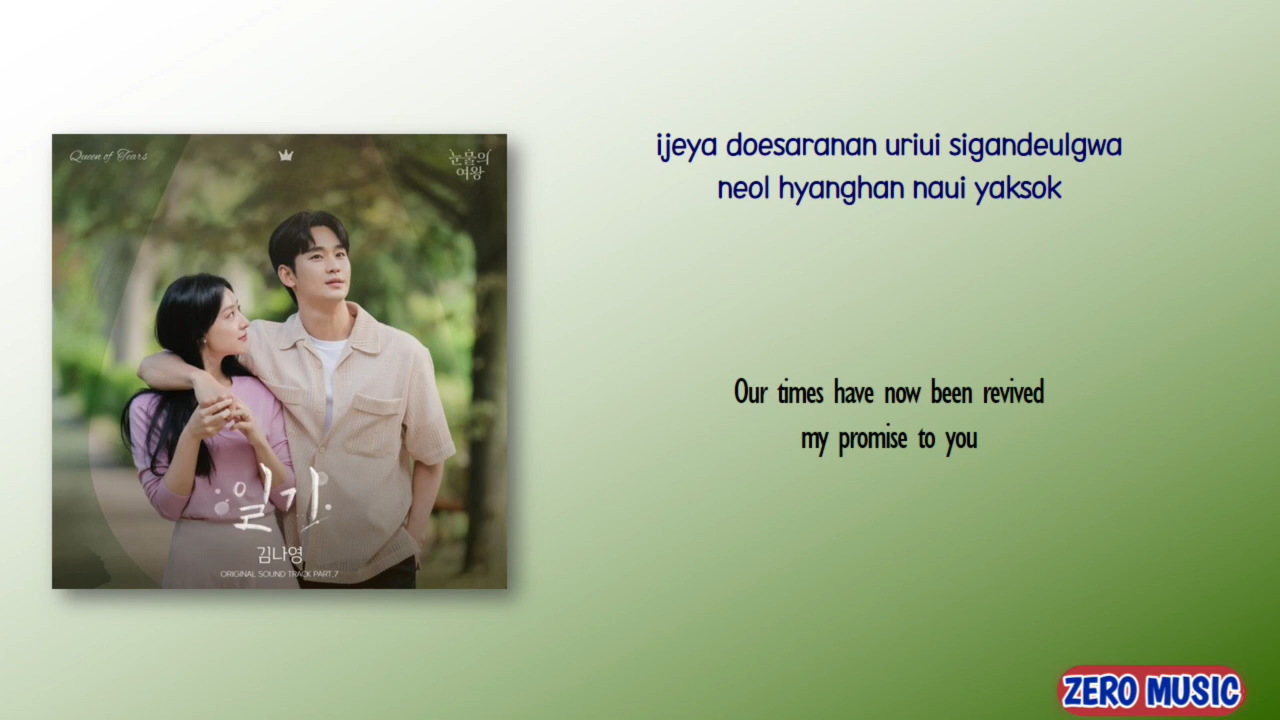 Queen of Tears
눈물의
여왕
일기
김나영
ORIGINAL SOUND TRACK PART.7
ijeya doesaranan uriui sigandeulgwa
neol hyanghan naui yaksok
Our times have now been revived
my promise to you
ZERO MUSIC